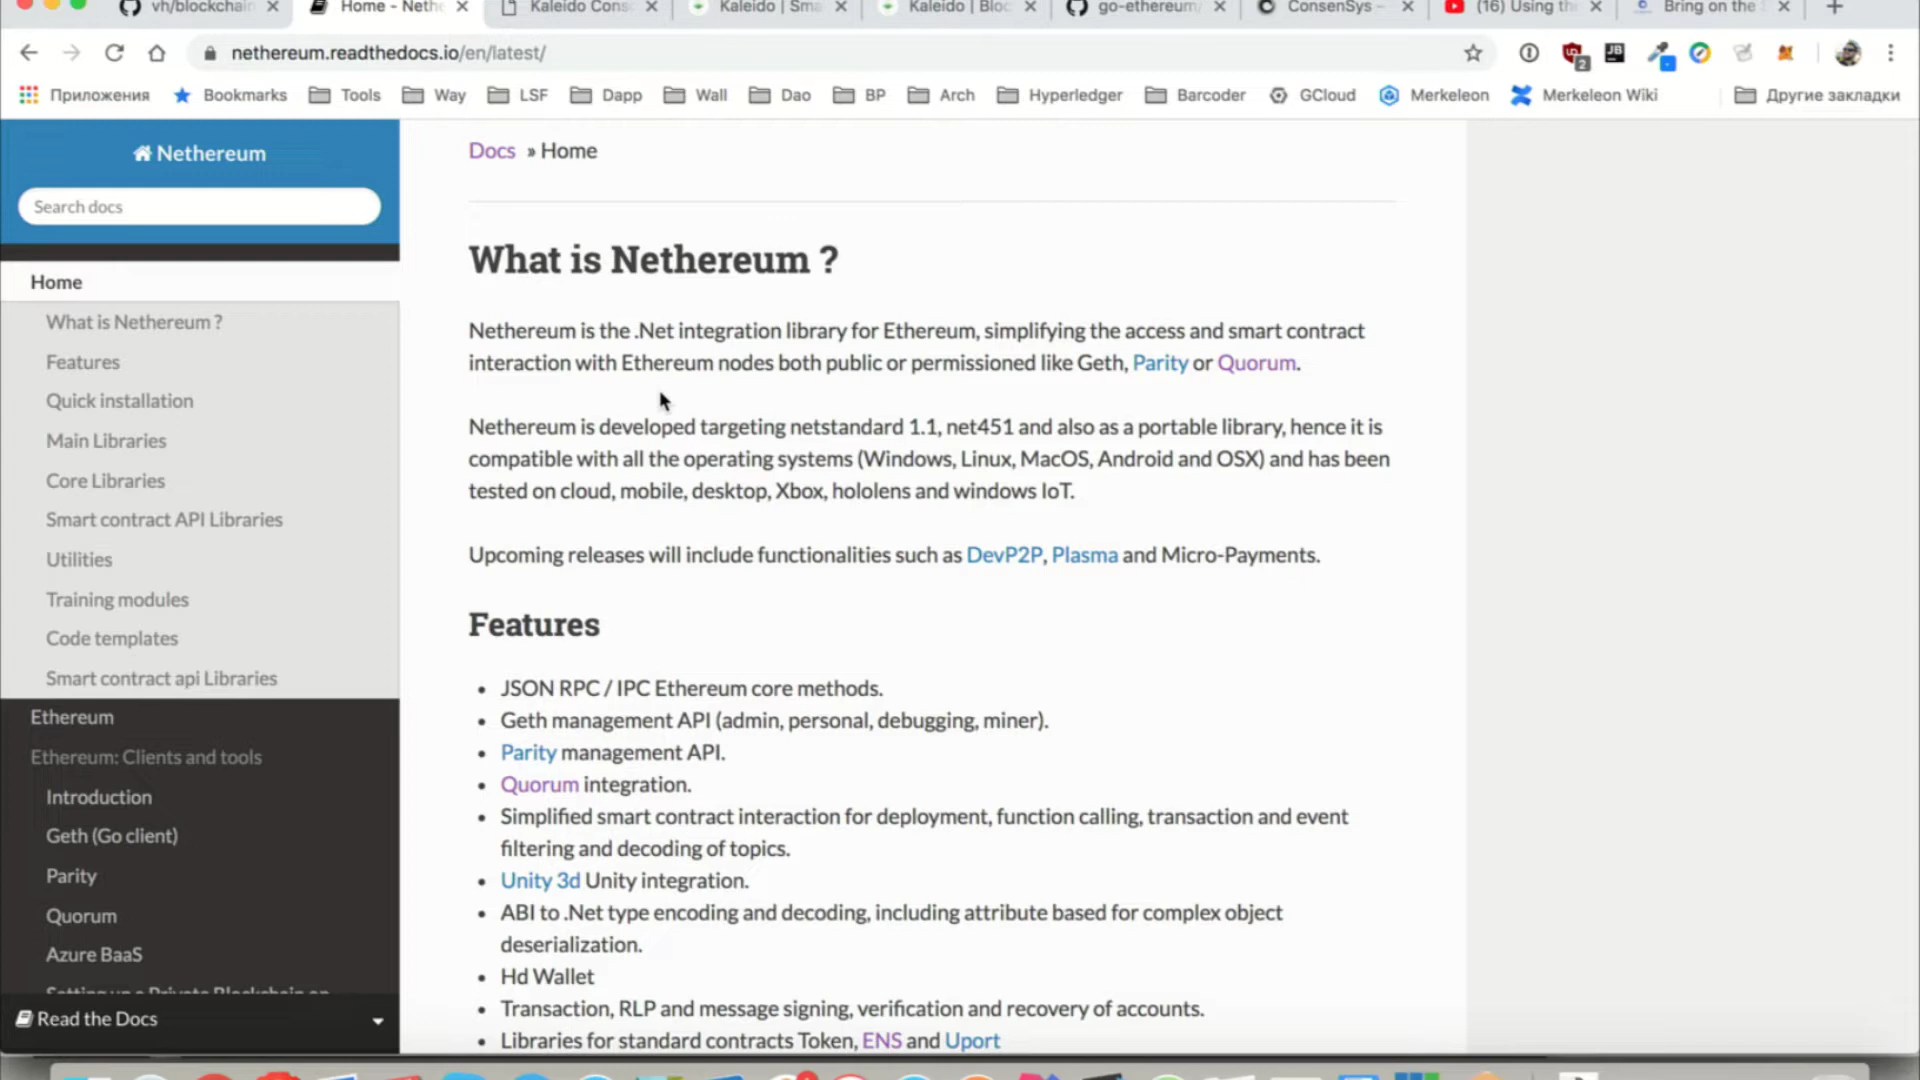 vh/blockchain
Home - Neth
Kaleido Cons
Kaleido | Sma
Kaleido | Bloc
go-ethereum/
ConsenSys –
(16) Using th
Bring on the
nethereum.readthedocs.io/en/latest/
2
JB
Приложения
Bookmarks
Tools
Way
LSF
Dapp
Wall
Dao
BP
Arch
Hyperledger
Barcoder
GCloud
Merkeleon
Merkeleon Wiki
Другие закладки
Nethereum
Search docs
Home
What is Nethereum ?
Features
Quick installation
Main Libraries
Core Libraries
Smart contract API Libraries
Utilities
Training modules
Code templates
Smart contract api Libraries
Ethereum
Ethereum: Clients and tools
Introduction
Geth (Go client)
Parity
Quorum
Azure BaaS
Setting up a Private Blockchain on
Read the Docs
Docs » Home
What is Nethereum ?
Nethereum is the .Net integration library for Ethereum, simplifying the access and smart contract
interaction with Ethereum nodes both public or permissioned like Geth, Parity or Quorum.
Nethereum is developed targeting netstandard 1.1, net451 and also as a portable library, hence it is
compatible with all the operating systems (Windows, Linux, MacOS, Android and OSX) and has been
tested on cloud, mobile, desktop, Xbox, hololens and windows IoT.
Upcoming releases will include functionalities such as DevP2P, Plasma and Micro-Payments.
Features
• JSON RPC / IPC Ethereum core methods.
• Geth management API (admin, personal, debugging, miner).
• Parity management API.
• Quorum integration.
• Simplified smart contract interaction for deployment, function calling, transaction and event
filtering and decoding of topics.
• Unity 3d Unity integration.
• ABI to .Net type encoding and decoding, including attribute based for complex object
deserialization.
• Hd Wallet
• Transaction, RLP and message signing, verification and recovery of accounts.
• Libraries for standard contracts Token, ENS and Uport